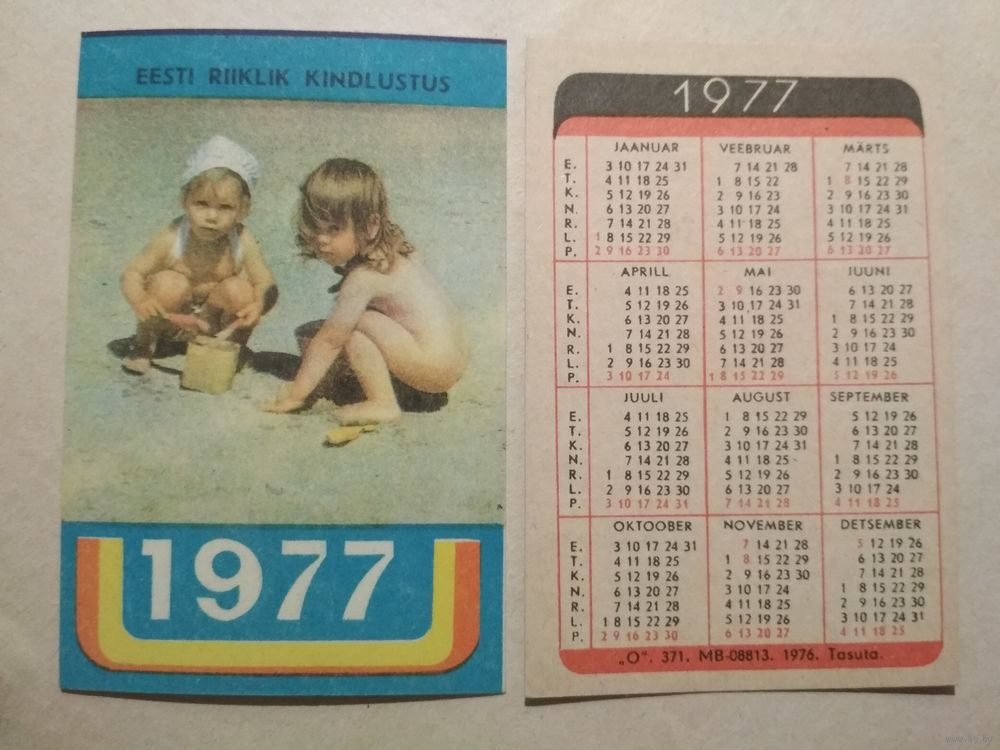 EESTI RIIKLIK KINDLUSTUS
1977
1977
JAANUAR VEEBRUAR MÄRTS
E. 3 10 17 24 31 7 14 21 28 7 14 21 28
T. 4 11 18 25 1 8 15 22 1 8 15 22 29
K. 5 12 19 26 2 9 16 23 2 9 16 23 30
N. 6 13 20 27 3 10 17 24 3 10 17 24 31
R. 7 14 21 28 4 11 18 25 4 11 18 25
L. 1 8 15 22 29 5 12 19 26 5 12 19 26
P. 2 9 16 23 30 6 13 20 27 6 13 20 27
APRILL MAI JUUNI
E. 4 11 18 25 2 9 16 23 30 6 13 20 27
T. 5 12 19 26 3 10 17 24 31 7 14 21 28
K. 6 13 20 27 4 11 18 25 1 8 15 22 29
N. 7 14 21 28 5 12 19 26 2 9 16 23 30
R. 1 8 15 22 29 6 13 20 27 3 10 17 24
L. 2 9 16 23 30 7 14 21 28 4 11 18 25
P. 3 10 17 24 1 8 15 22 29 5 12 19 26
JUULI AUGUST SEPTEMBER
E. 4 11 18 25 1 8 15 22 29 5 12 19 26
T. 5 12 19 26 2 9 16 23 30 6 13 20 27
K. 6 13 20 27 3 10 17 24 31 7 14 21 28
N. 7 14 21 28 4 11 18 25 1 8 15 22 29
R. 1 8 15 22 29 5 12 19 26 2 9 16 23 30
L. 2 9 16 23 30 6 13 20 27 3 10 17 24
P. 3 10 17 24 31 7 14 21 28 4 11 18 25
OKTOOBER NOVEMBER DETSEMBER
E. 3 10 17 24 31 7 14 21 28 5 12 19 26
T. 4 11 18 25 1 8 15 22 29 6 13 20 27
K. 5 12 19 26 2 9 16 23 30 7 14 21 28
N. 6 13 20 27 3 10 17 24 1 8 15 22 29
R. 7 14 21 28 4 11 18 25 2 9 16 23 30
L. 1 8 15 22 29 5 12 19 26 3 10 17 24 31
P. 2 9 16 23 30 6 13 20 27 4 11 18 25
„O". 371. MB-08813. 1976. Tasuta.